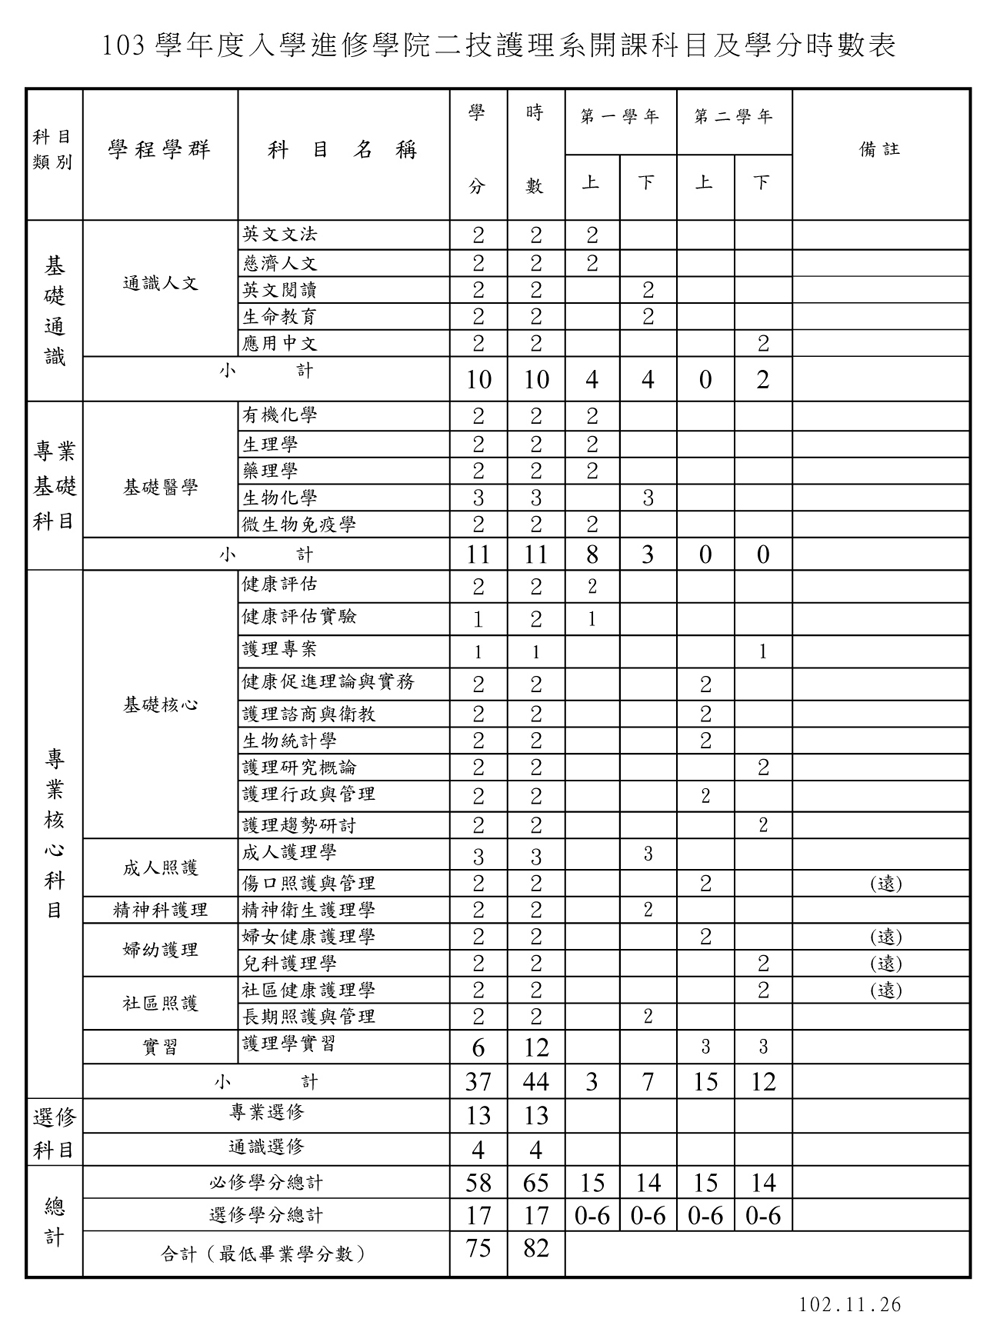 103學年度入學進修學院二技護理系開課科目及學分時數表
科目類別 學程學群 科目名稱 學分 時數 第一學年 第二學年 備註
上 下 上 下
基礎通識 通識人文 英文文法 2 2 2
慈濟人文 2 2 2
英文閱讀 2 2 2
生命教育 2 2 2
應用中文 2 2 2
小計 10 10 4 4 0 2
專業基礎科目 基礎醫學 有機化學 2 2 2
生理學 2 2 2
藥理學 2 2 2
生物化學 3 3 3
微生物免疫學 2 2 2
小計 11 11 8 3 0 0
專業核心科目 基礎核心 健康評估 2 2 2
健康評估實驗 1 2 1
護理專案 1 1 1
健康促進理論與實務 2 2 2
護理諮商與衛教 2 2 2
生物統計學 2 2 2
護理研究概論 2 2 2
護理行政與管理 2 2 2
護理趨勢研討 2 2 2
成人照護 成人護理學 3 3 3
傷口照護與管理 2 2 2 (遠)
精神科護理 精神衛生護理學 2 2 2
婦幼護理 婦女健康護理學 2 2 2 (遠)
兒科護理學 2 2 2 (遠)
社區照護 社區健康護理學 2 2 2 (遠)
長期照護與管理 2 2 2
實習 護理學實習 6 12 3 3
小計 37 44 3 7 15 12
選修科目 專業選修 13 13
通識選修 4 4
總計 必修學分總計 58 65 15 14 15 14
選修學分總計 17 17 0-6 0-6 0-6 0-6
合計（最低畢業學分數） 75 82
102.11.26